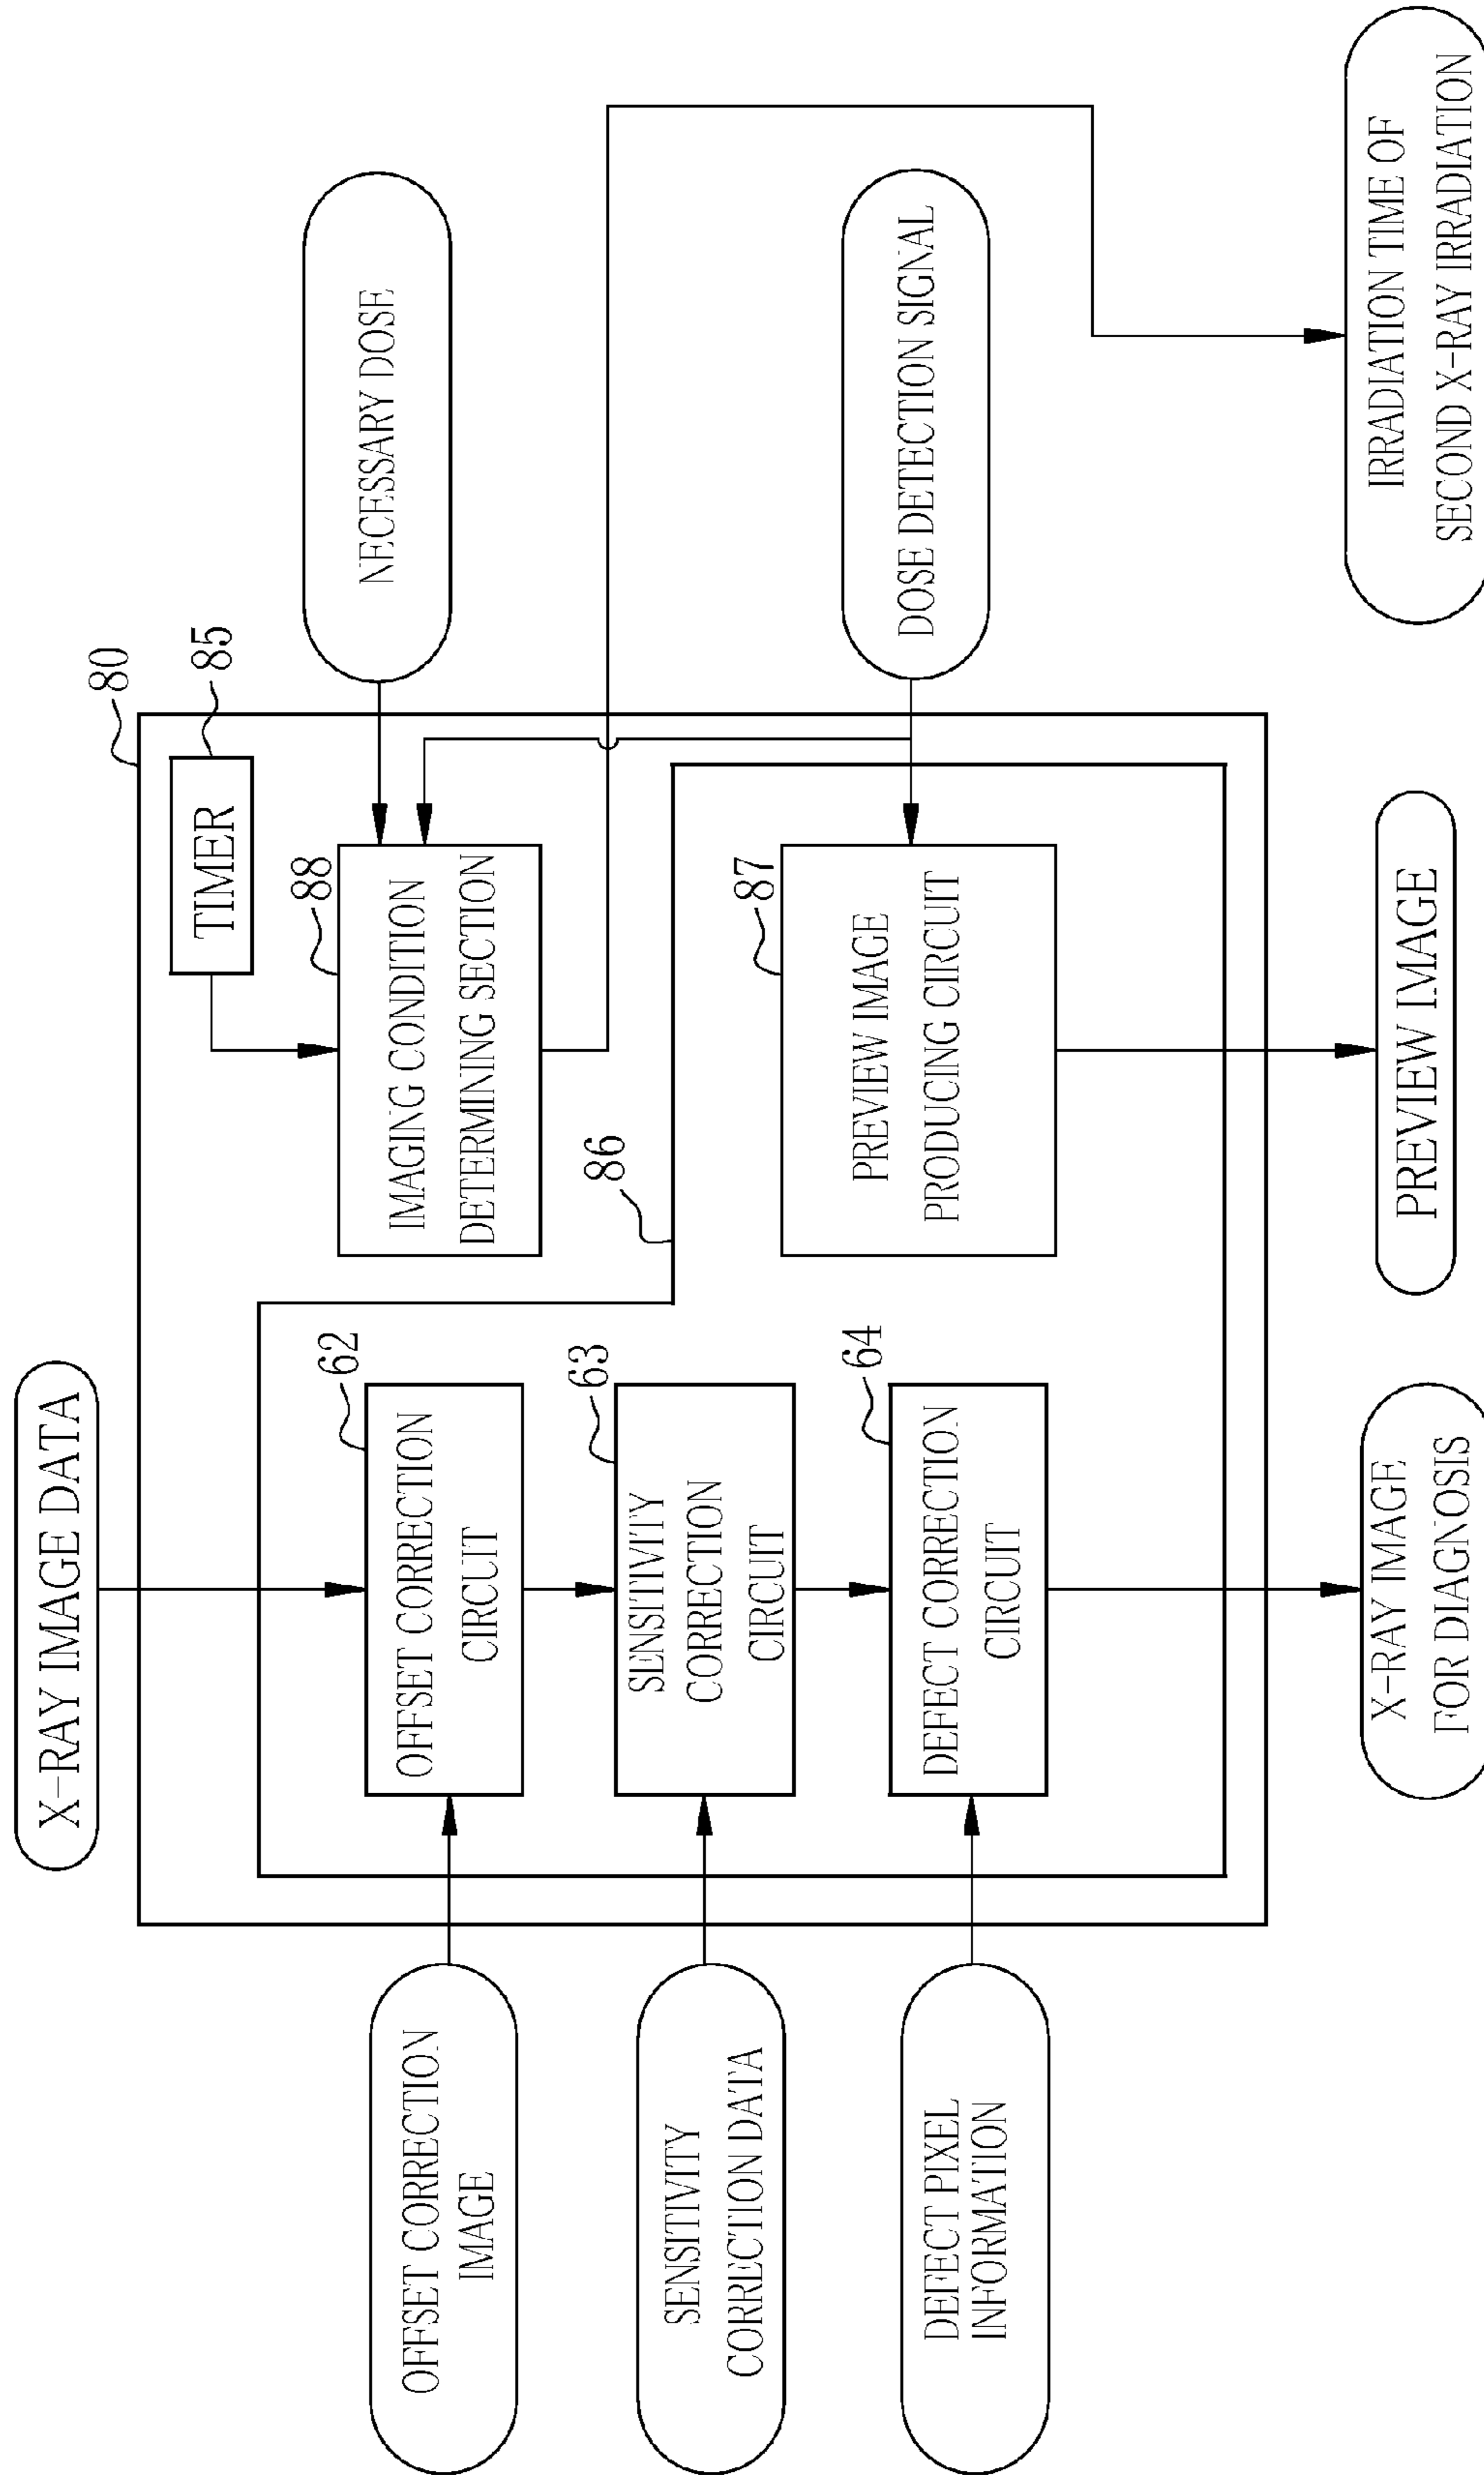 X-RAY IMAGE DATA
80
TIMER
85
OFFSET CORRECTION
IMAGE
62
OFFSET CORRECTION
CIRCUIT
88
IMAGING CONDITION
DETERMINING SECTION
NECESSARY DOSE
SENSITIVITY
CORRECTION DATA
63
SENSITIVITY
CORRECTION
CIRCUIT
86
DEFECT PIXEL
INFORMATION
64
DEFECT CORRECTION
CIRCUIT
87
PREVIEW IMAGE
PRODUCING CIRCUIT
DOSE DETECTION SIGNAL
X-RAY IMAGE
FOR DIAGNOSIS
PREVIEW IMAGE
IRRADIATION TIME OF
SECOND X-RAY IRRADIATION